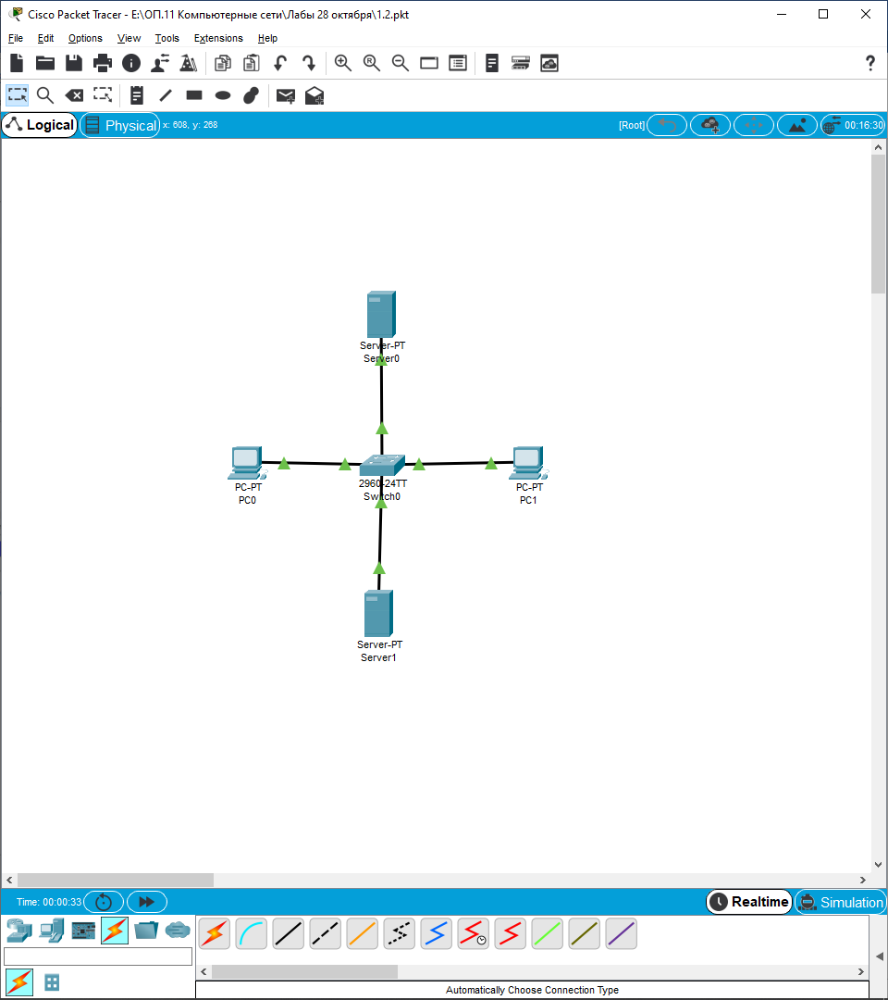 Cisco Packet Tracer - E:\ОП.11 Компьютерные сети\Лабы 28 октября\1.2.pkt
File Edit Options View Tools Extensions Help
Logical Physical x: 608, y: 268 [Root] 00:16:30
Server-PT
Server0
PC-PT
PC0
2960-24TT
Switch0
PC-PT
PC1
Server-PT
Server1
Time: 00:00:33 Realtime Simulation
Automatically Choose Connection Type